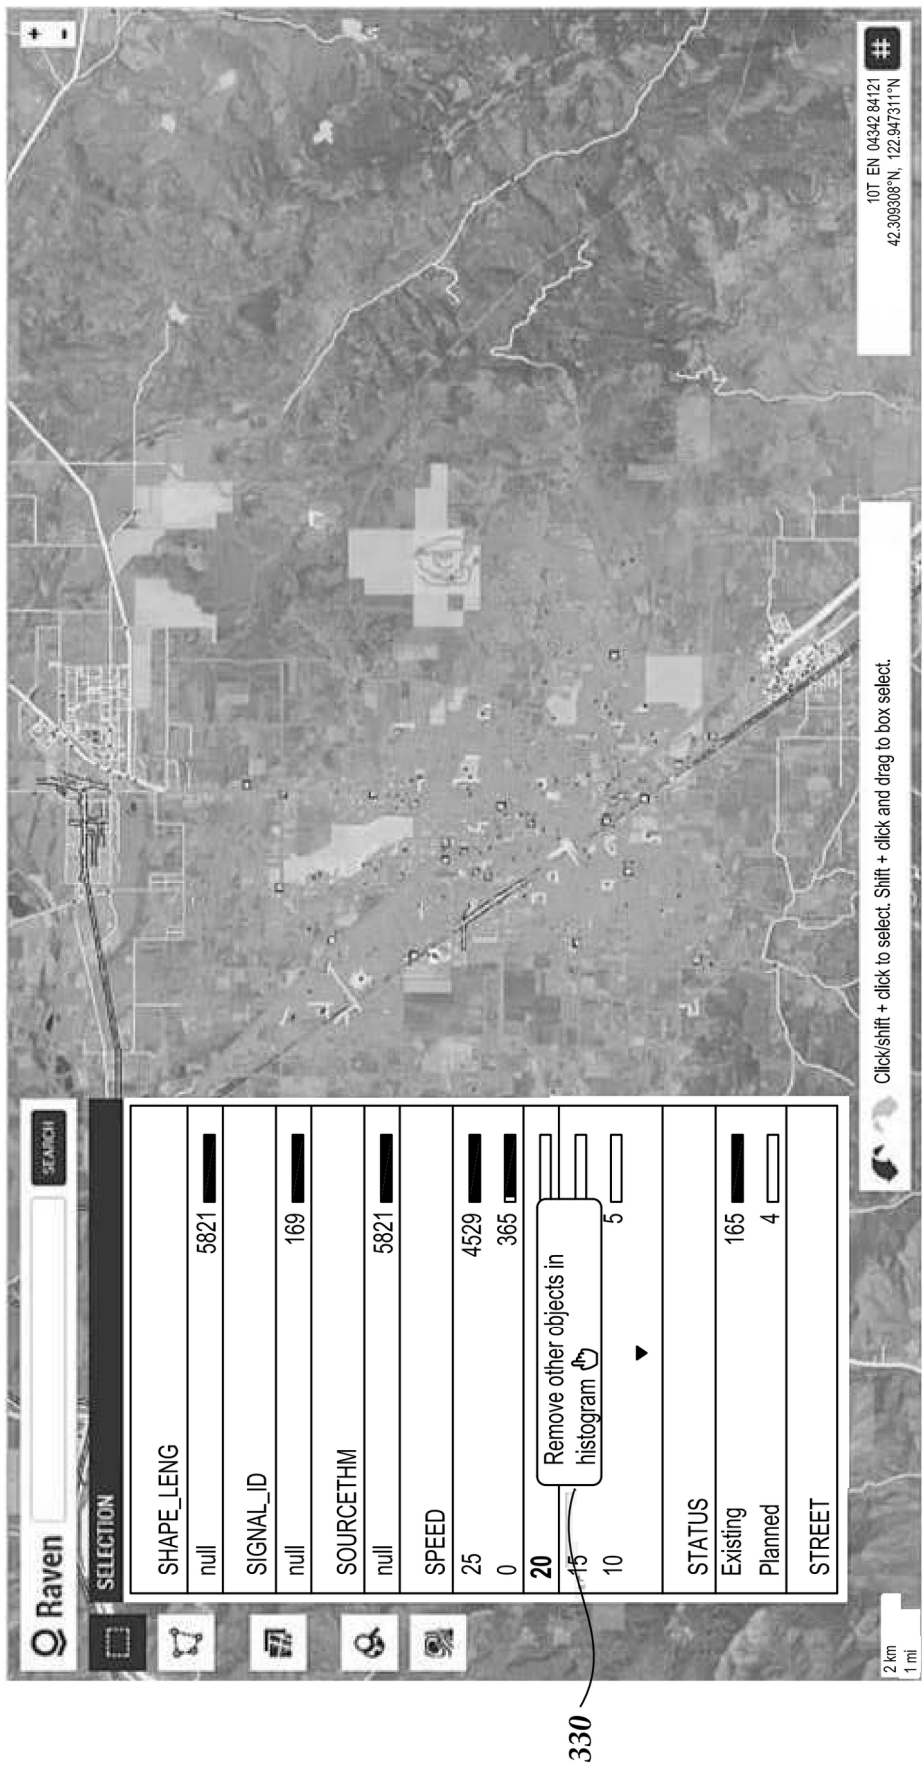 Raven
SEARCH
+
-
SELECTION
SHAPE_LENG
null 5821
SIGNAL_ID
null 169
SOURCETHM
null 5821
SPEED
25 4529
0 365
20
15
10 5
Remove other objects in
histogram
STATUS
Existing 165
Planned 4
STREET
2 km
1 mi
Click/shift + click to select. Shift + click and drag to box select.
10T EN 04342 84121
42.309308°N, 122.947311°N
#
330